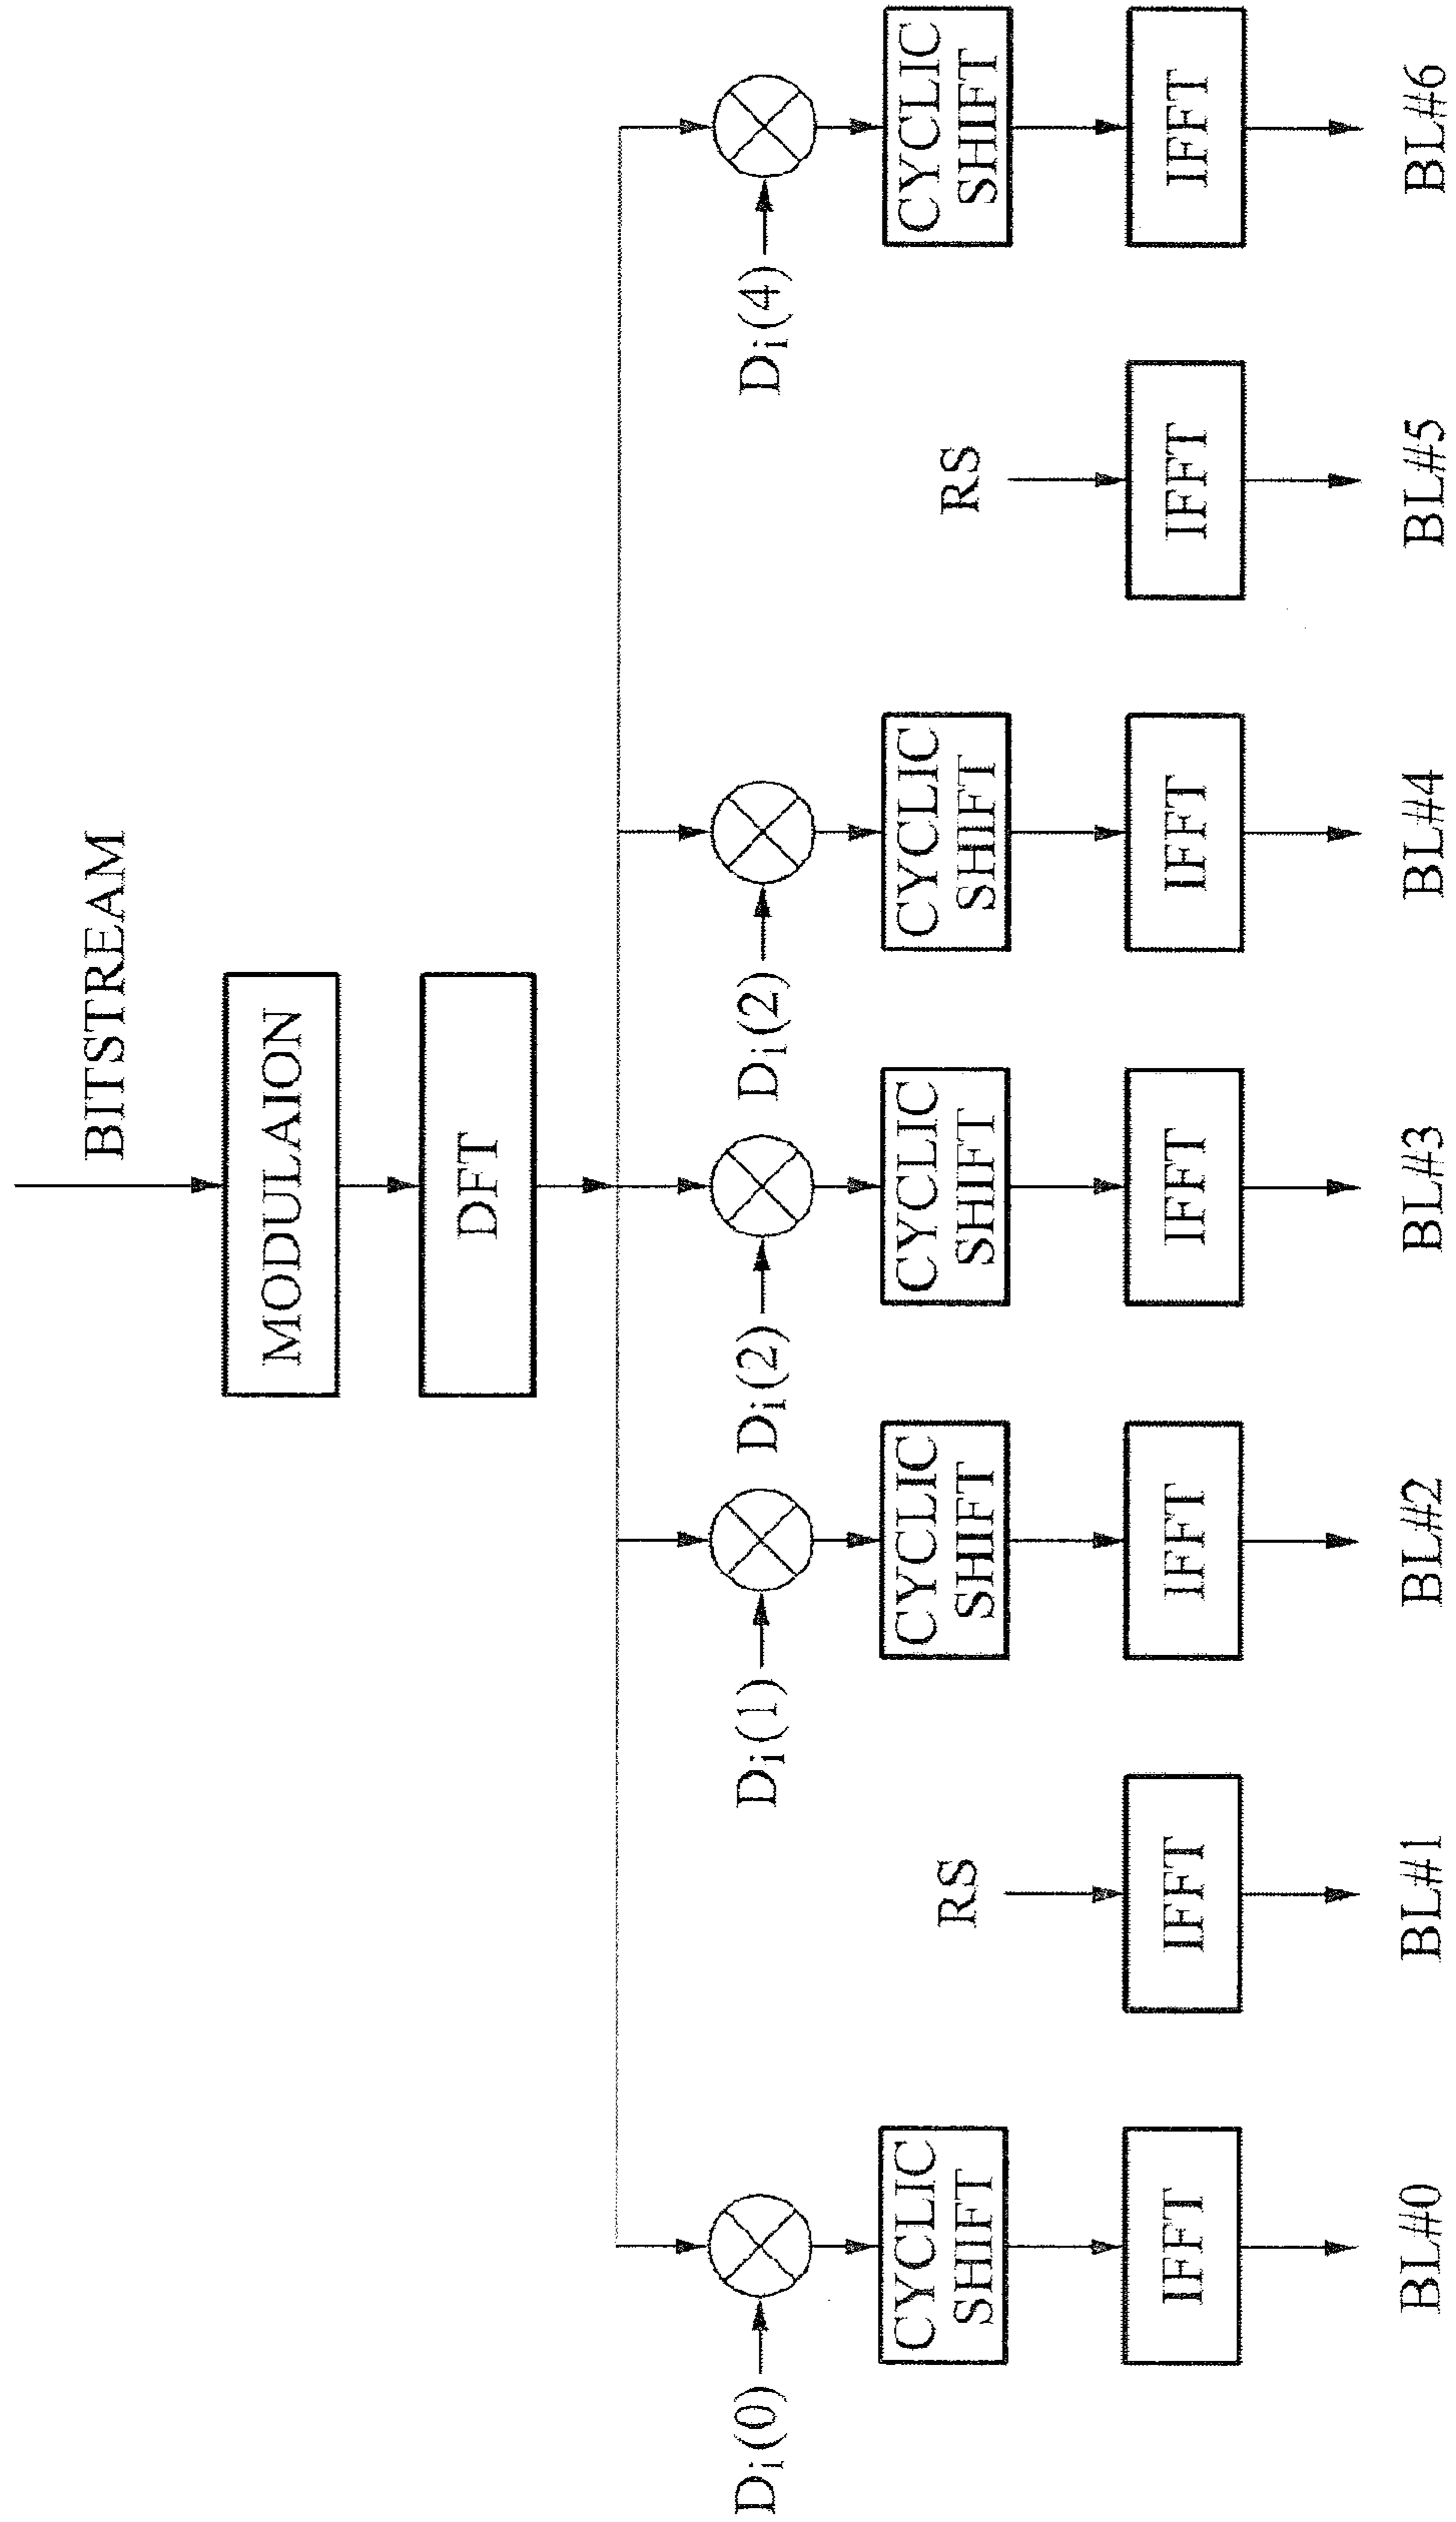 BITSTREAM
MODULAION
DFT
Di(0)
Di(1)
Di(2)
Di(2)
Di(4)
CYCLIC
SHIFT
RS
CYCLIC
SHIFT
CYCLIC
SHIFT
CYCLIC
SHIFT
RS
CYCLIC
SHIFT
IFFT
IFFT
IFFT
IFFT
IFFT
IFFT
IFFT
BL#0
BL#1
BL#2
BL#3
BL#4
BL#5
BL#6